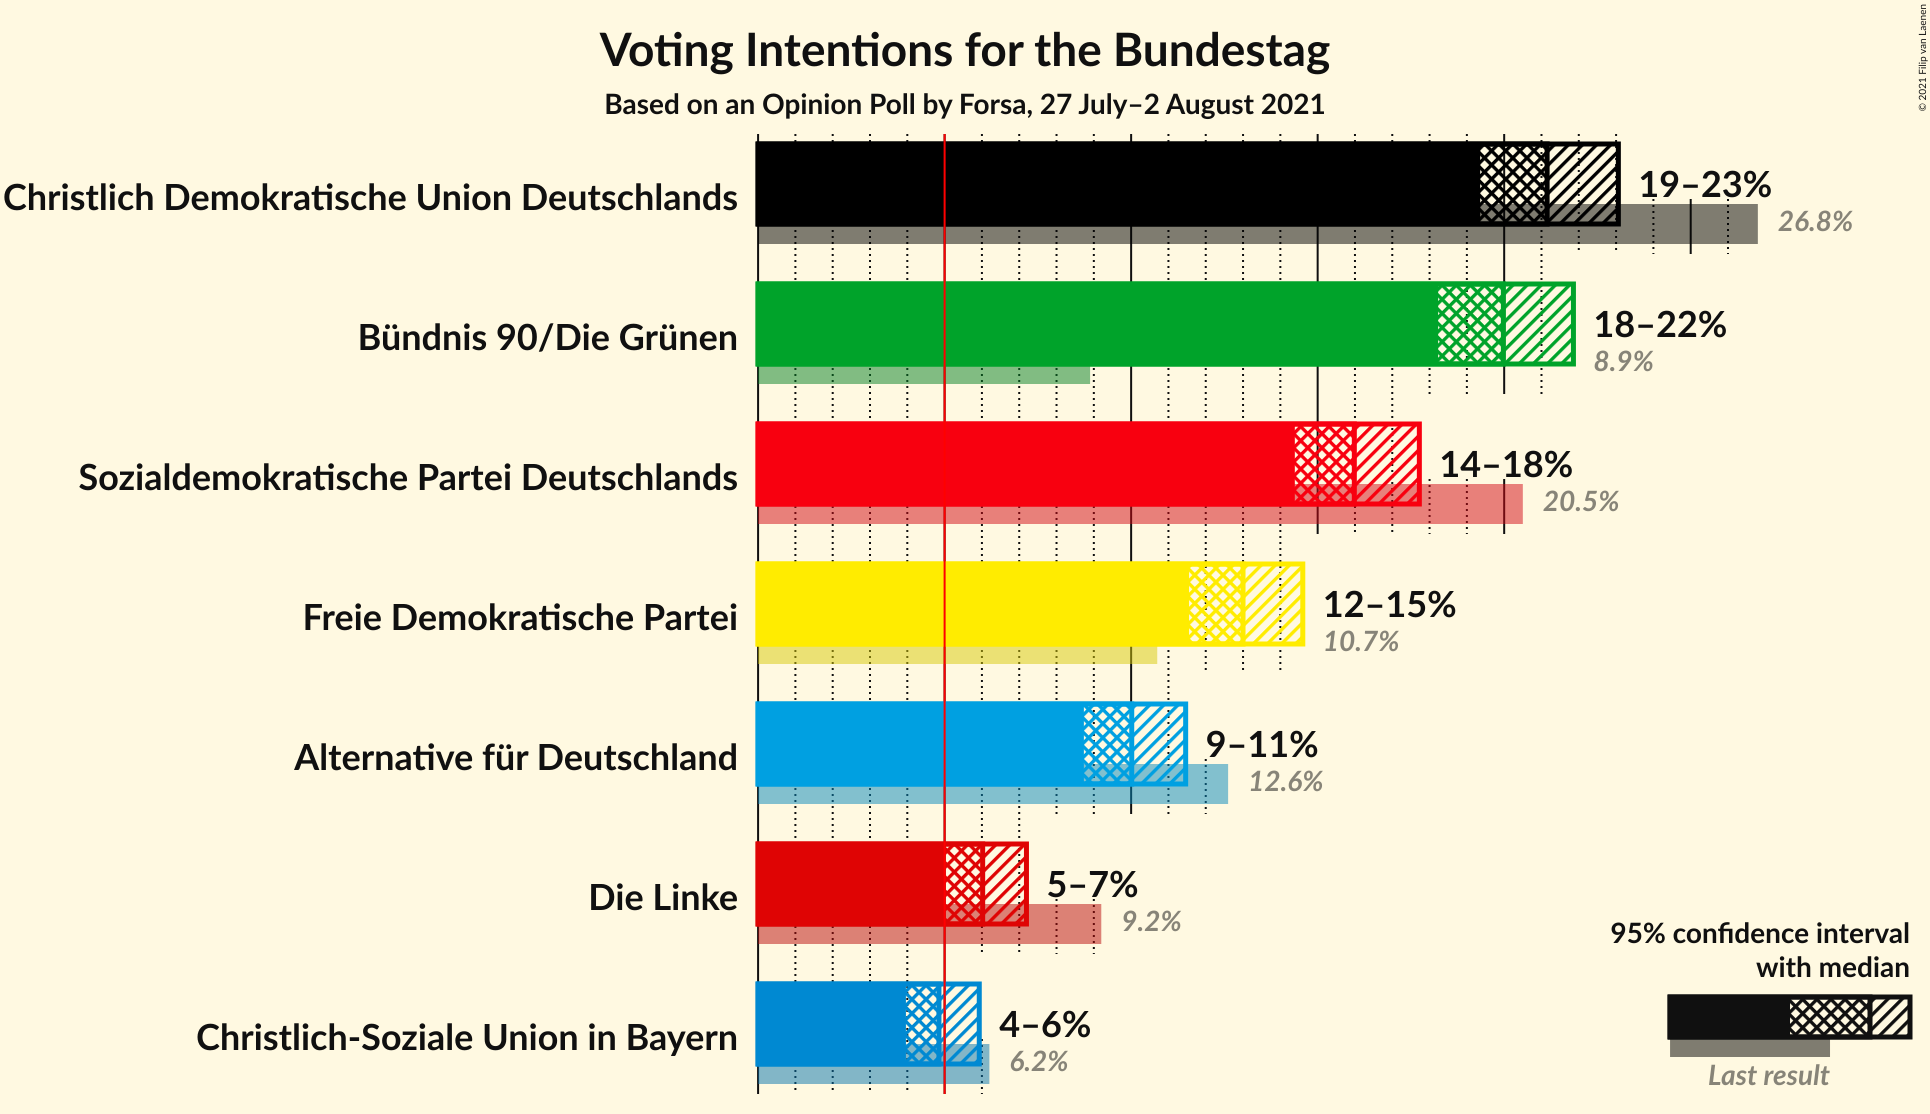 Voting Intentions for the Bundestag
Based on an Opinion Poll by Forsa, 27 July–2 August 2021
© 2021 Filip van Laenen
Christlich Demokratische Union Deutschlands
19–23%
26.8%
Bündnis 90/Die Grünen
18–22%
8.9%
Sozialdemokratische Partei Deutschlands
14–18%
20.5%
Freie Demokratische Partei
12–15%
10.7%
Alternative für Deutschland
9–11%
12.6%
Die Linke
5–7%
9.2%
Christlich-Soziale Union in Bayern
4–6%
6.2%
95% confidence interval
with median
Last result